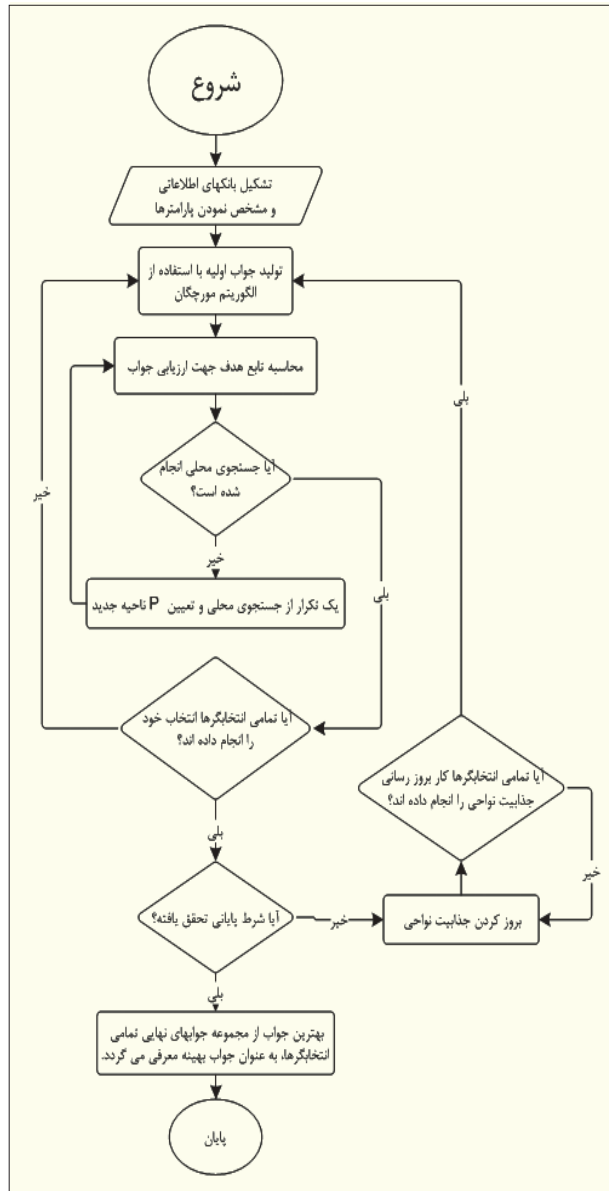 شروع
تشکیل بانکهای اطلاعاتی
و مشخص نمودن پارامترها
تولید جواب اولیه با استفاده از
الگوریتم مورچگان
محاسبه تابع هدف جهت ارزیابی جواب
آیا جستجوی محلی انجام
شده است؟
خیر
بلی
یک تکرار از جستجوی محلی و تعیین P ناحیه جدید
آیا تمامی انتخابگرها انتخاب خود
را انجام داده اند؟
خیر
بلی
آیا شرط پایانی تحقق یافته؟
خیر
بروز کردن جذابیت نواحی
آیا تمامی انتخابگرها کار بروز رسانی
جذابیت نواحی را انجام داده اند؟
خیر
بلی
بلی
بهترین جواب از مجموعه جوابهای نهایی تمامی
انتخابگرها، به عنوان جواب بهینه معرفی می گردد.
پایان